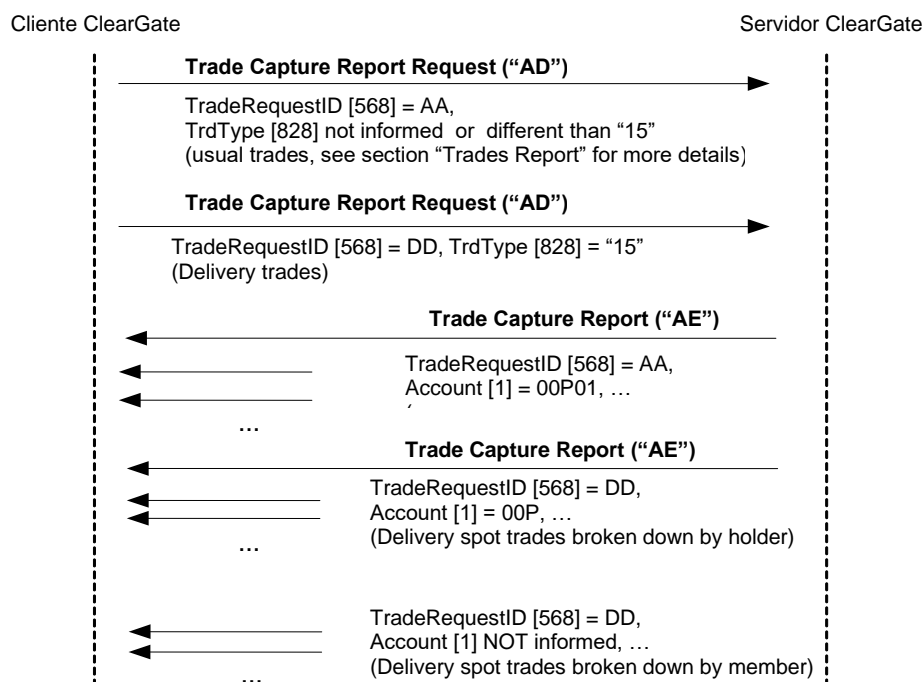 Cliente ClearGate
Servidor ClearGate
Trade Capture Report Request (“AD”)
TradeRequestID [568] = AA,
TrdType [828] not informed or different than “15”
(usual trades, see section “Trades Report” for more details)
Trade Capture Report Request (“AD”)
TradeRequestID [568] = DD, TrdType [828] = “15”
(Delivery trades)
Trade Capture Report (“AE”)
TradeRequestID [568] = AA,
Account [1] = 00P01, …
…
Trade Capture Report (“AE”)
TradeRequestID [568] = DD,
Account [1] = 00P, …
(Delivery spot trades broken down by holder)
…
TradeRequestID [568] = DD,
Account [1] NOT informed, …
(Delivery spot trades broken down by member)
…